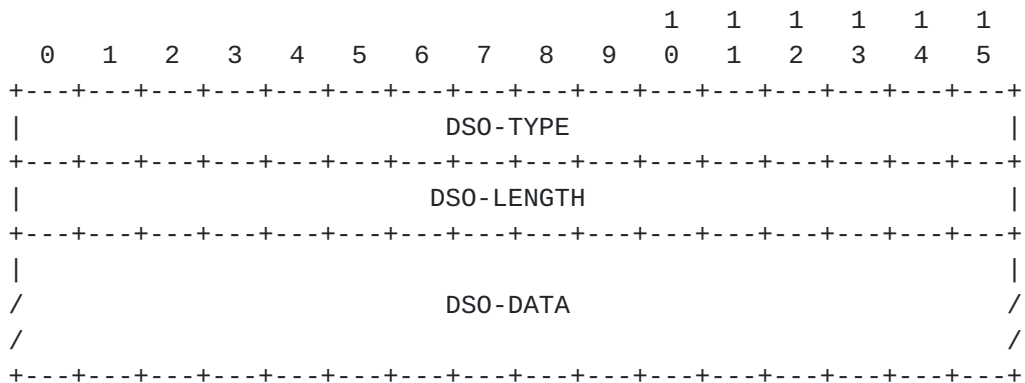 1   1   1   1   1   1
   0   1   2   3   4   5   6   7   8   9   0   1   2   3   4   5
+---+---+---+---+---+---+---+---+---+---+---+---+---+---+---+---+
|                           DSO-TYPE                            |
+---+---+---+---+---+---+---+---+---+---+---+---+---+---+---+---+
|                          DSO-LENGTH                           |
+---+---+---+---+---+---+---+---+---+---+---+---+---+---+---+---+
|                                                               |
/                           DSO-DATA                            /
/                                                               /
+---+---+---+---+---+---+---+---+---+---+---+---+---+---+---+---+